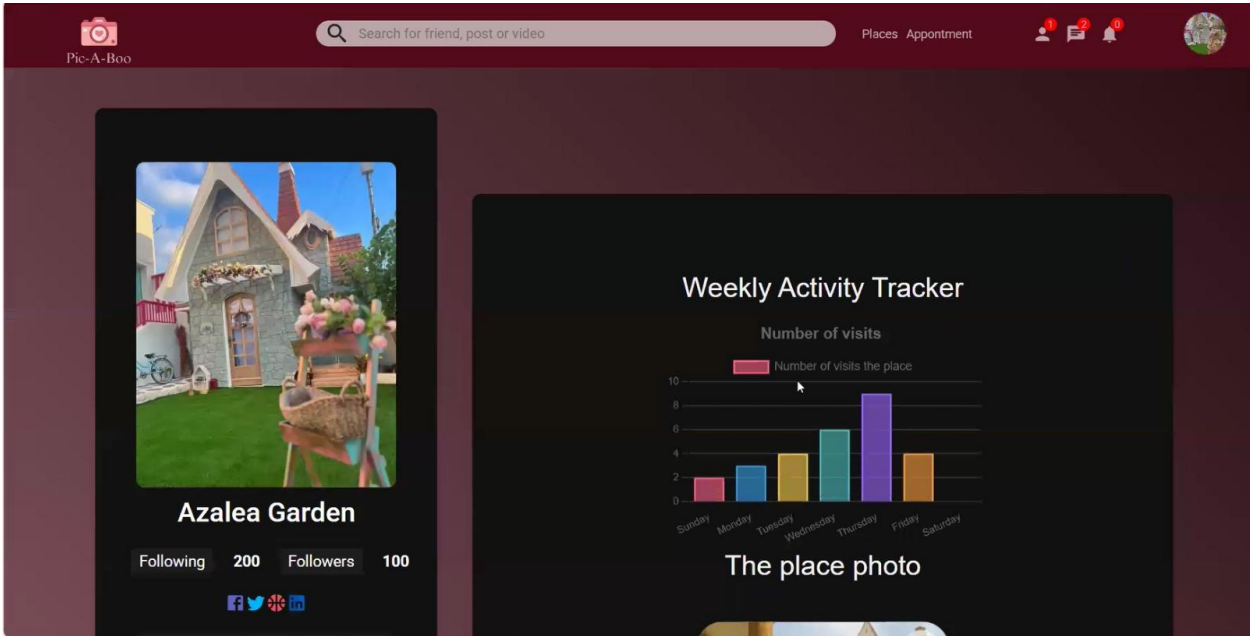 Pic-A-Boo
Search for friend, post or video
Places Appontment
1 2 0
Azalea Garden
Following 200 Followers 100
Weekly Activity Tracker
Number of visits
Number of visits the place
10
8
6
4
2
0
Sunday Monday Tuesday Wednesday Thursday Friday Saturday
The place photo